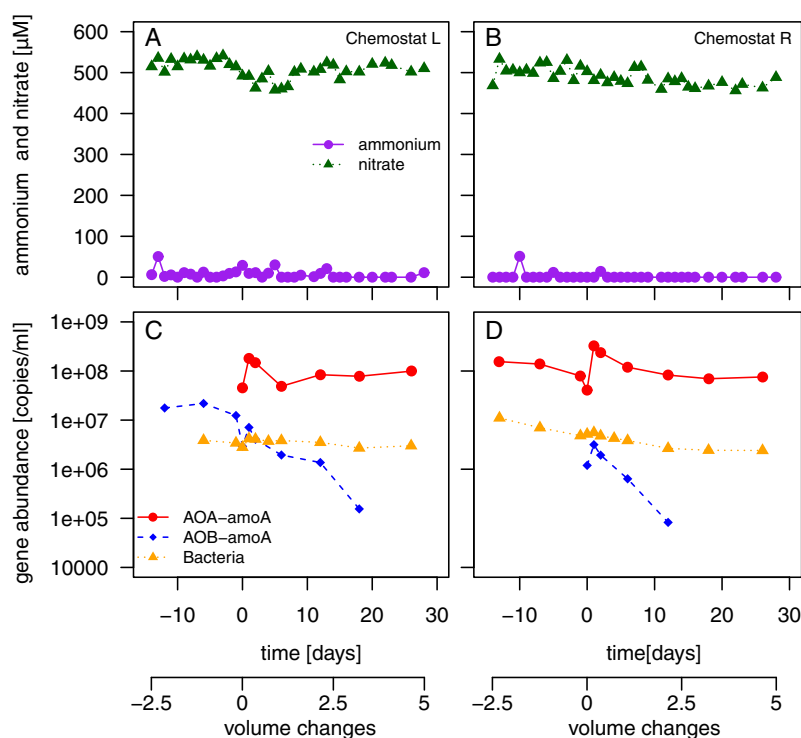 A
Chemostat L
B
Chemostat R
ammonium and nitrate [µM]
600
500
400
300
200
100
0
ammonium
nitrate
C
D
gene abundance [copies/ml]
1e+09
1e+08
1e+07
1e+06
1e+05
10000
AOA−amoA
AOB−amoA
Bacteria
−10 0 10 20 30
−10 0 10 20 30
time [days]
time[days]
−2.5 0 2.5 5
−2.5 0 2.5 5
volume changes
volume changes